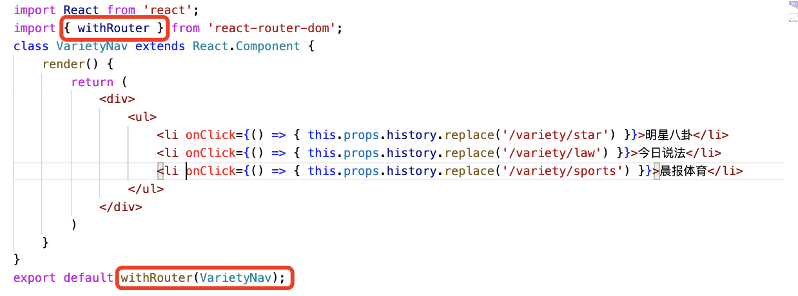 import React from 'react';
import { withRouter } from 'react-router-dom';
class VarietyNav extends React.Component {
render() {
return (
<div>
<ul>
<li onClick={() => { this.props.history.replace('/variety/star') }}>明星八卦</li>
<li onClick={() => { this.props.history.replace('/variety/law') }}>今日说法</li>
<li onClick={() => { this.props.history.replace('/variety/sports') }}>晨报体育</li>
</ul>
</div>
)
}
}
export default withRouter(VarietyNav);